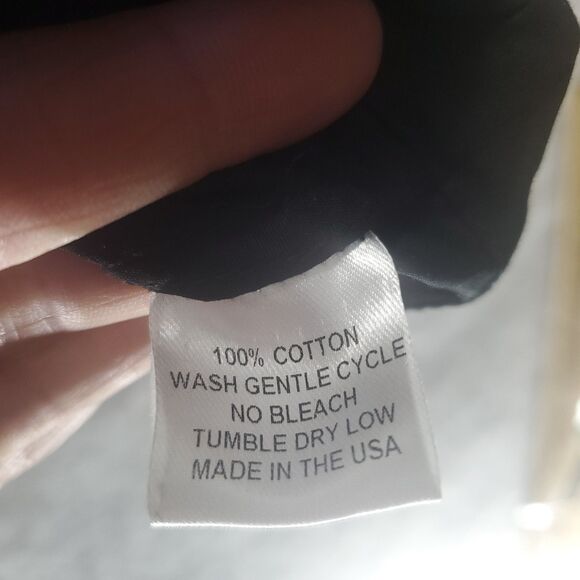 100% COTTON
WASH GENTLE CYCLE
NO BLEACH
TUMBLE DRY LOW
MADE IN THE USA